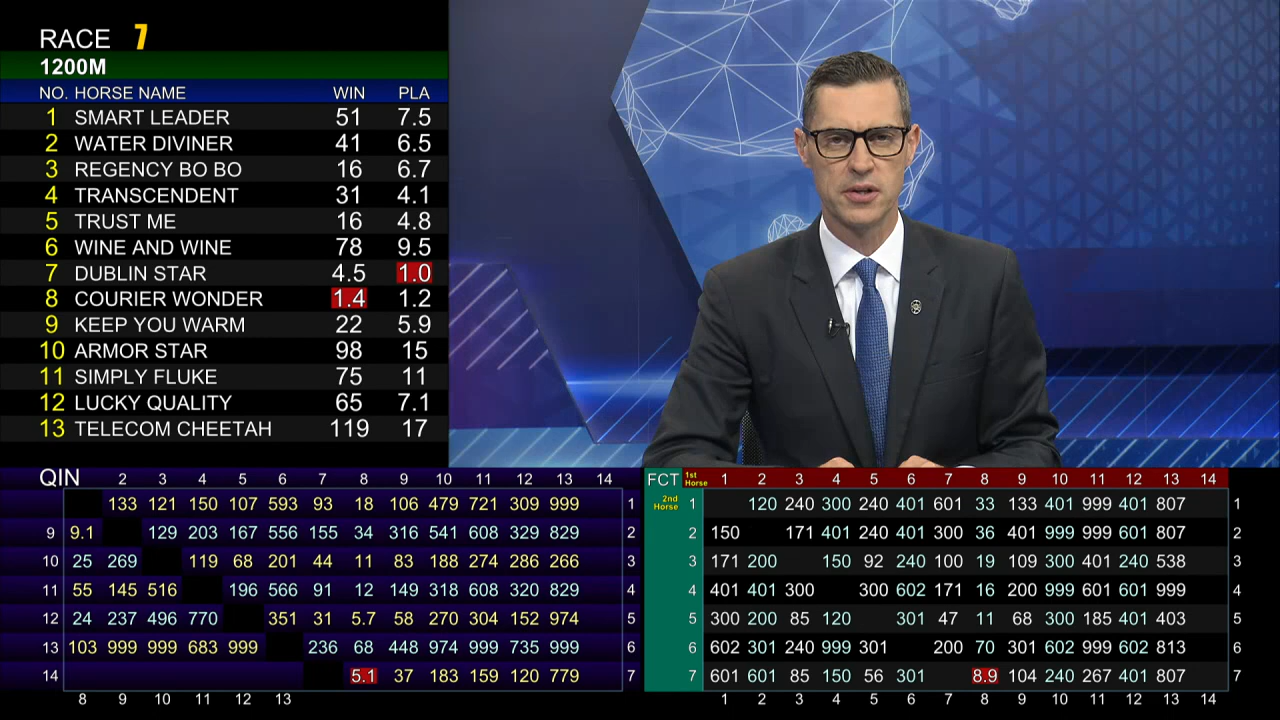 RACE 7
1200M
NO. HORSE NAME WIN PLA
1 SMART LEADER 51 7.5
2 WATER DIVINER 41 6.5
3 REGENCY BO BO 16 6.7
4 TRANSCENDENT 31 4.1
5 TRUST ME 16 4.8
6 WINE AND WINE 78 9.5
7 DUBLIN STAR 4.5 1.0
8 COURIER WONDER 1.4 1.2
9 KEEP YOU WARM 22 5.9
10 ARMOR STAR 98 15
11 SIMPLY FLUKE 75 11
12 LUCKY QUALITY 65 7.1
13 TELECOM CHEETAH 119 17
QIN 2 3 4 5 6 7 8 9 10 11 12 13 14
133 121 150 107 593 93 18 106 479 721 309 999 1
9 9.1 129 203 167 556 155 34 316 541 608 329 829 2
10 25 269 119 68 201 44 11 83 188 274 286 266 3
11 55 145 516 196 566 91 12 149 318 608 320 829 4
12 24 237 496 770 351 31 5.7 58 270 304 152 974 5
13 103 999 999 683 999 236 68 448 974 999 735 999 6
14 5.1 37 183 159 120 779 7
8 9 10 11 12 13
FCT 1st Horse 1 2 3 4 5 6 7 8 9 10 11 12 13 14
2nd Horse 1 120 240 300 240 401 601 33 133 401 999 401 807 1
2 150 171 401 240 401 300 36 401 999 999 601 807 2
3 171 200 150 92 240 100 19 109 300 401 240 538 3
4 401 401 300 300 602 171 16 200 999 601 601 999 4
5 300 200 85 120 301 47 11 68 300 185 401 403 5
6 602 301 240 999 301 200 70 301 602 999 602 813 6
7 601 601 85 150 56 301 8.9 104 240 267 401 807 7
1 2 3 4 5 6 7 8 9 10 11 12 13 14